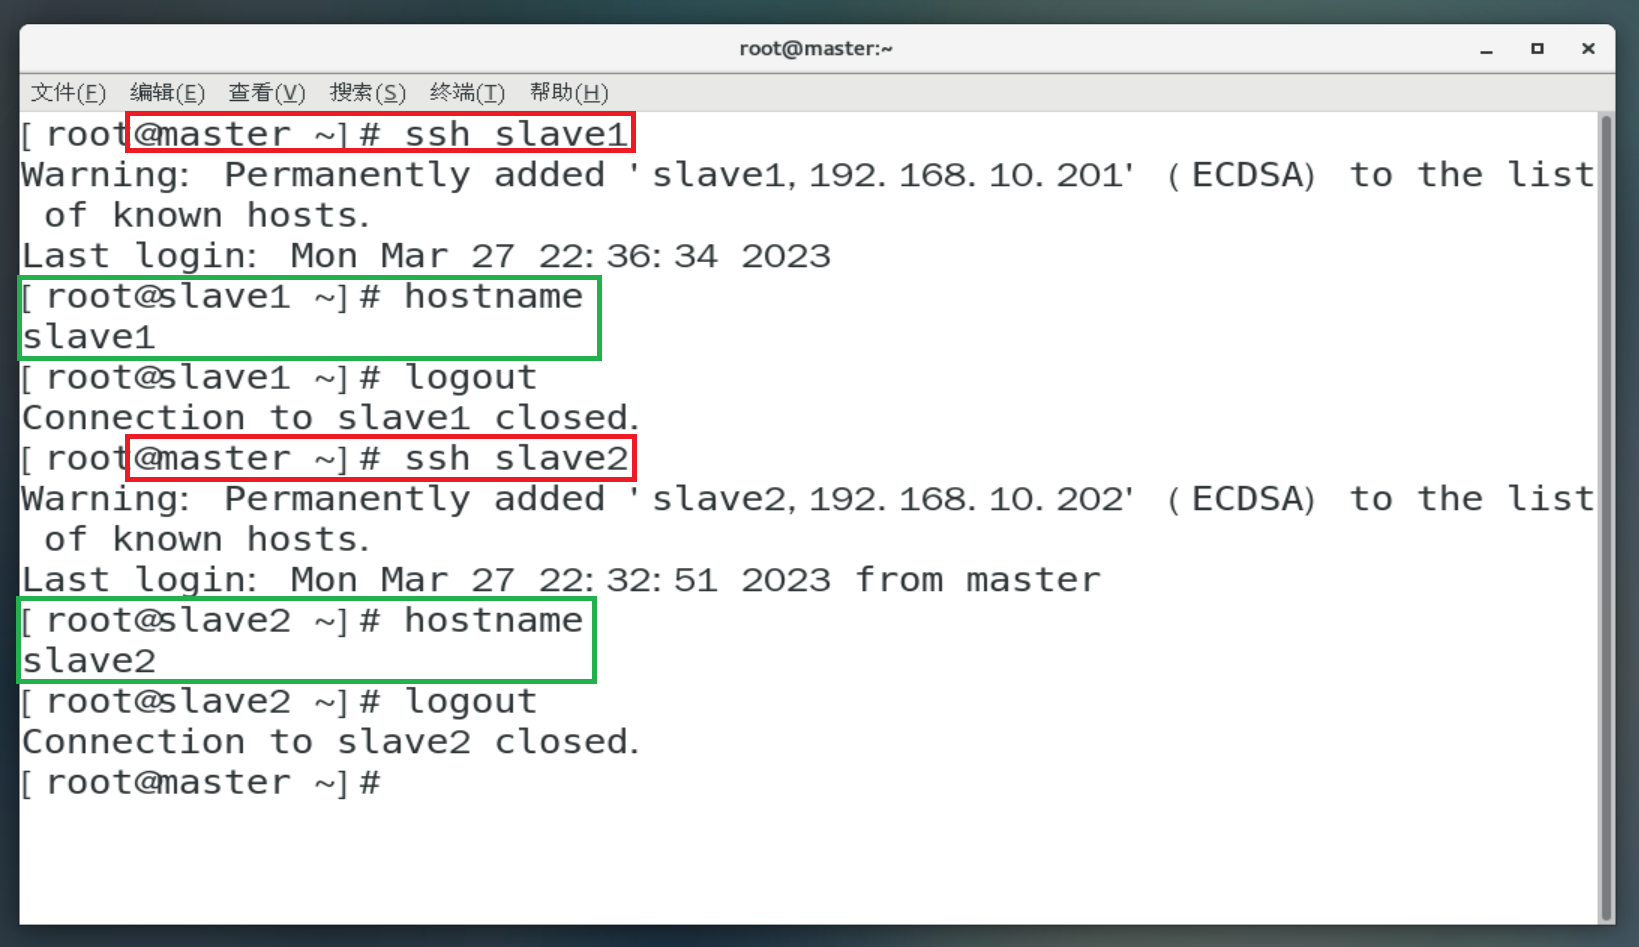 root@master:~
文件(F) 编辑(E) 查看(V) 搜索(S) 终端(T) 帮助(H)
[root@master ~]# ssh slave1
Warning: Permanently added 'slave1,192.168.10.201' (ECDSA) to the list
 of known hosts.
Last login: Mon Mar 27 22:36:34 2023
[root@slave1 ~]# hostname
slave1
[root@slave1 ~]# logout
Connection to slave1 closed.
[root@master ~]# ssh slave2
Warning: Permanently added 'slave2,192.168.10.202' (ECDSA) to the list
 of known hosts.
Last login: Mon Mar 27 22:32:51 2023 from master
[root@slave2 ~]# hostname
slave2
[root@slave2 ~]# logout
Connection to slave2 closed.
[root@master ~]#